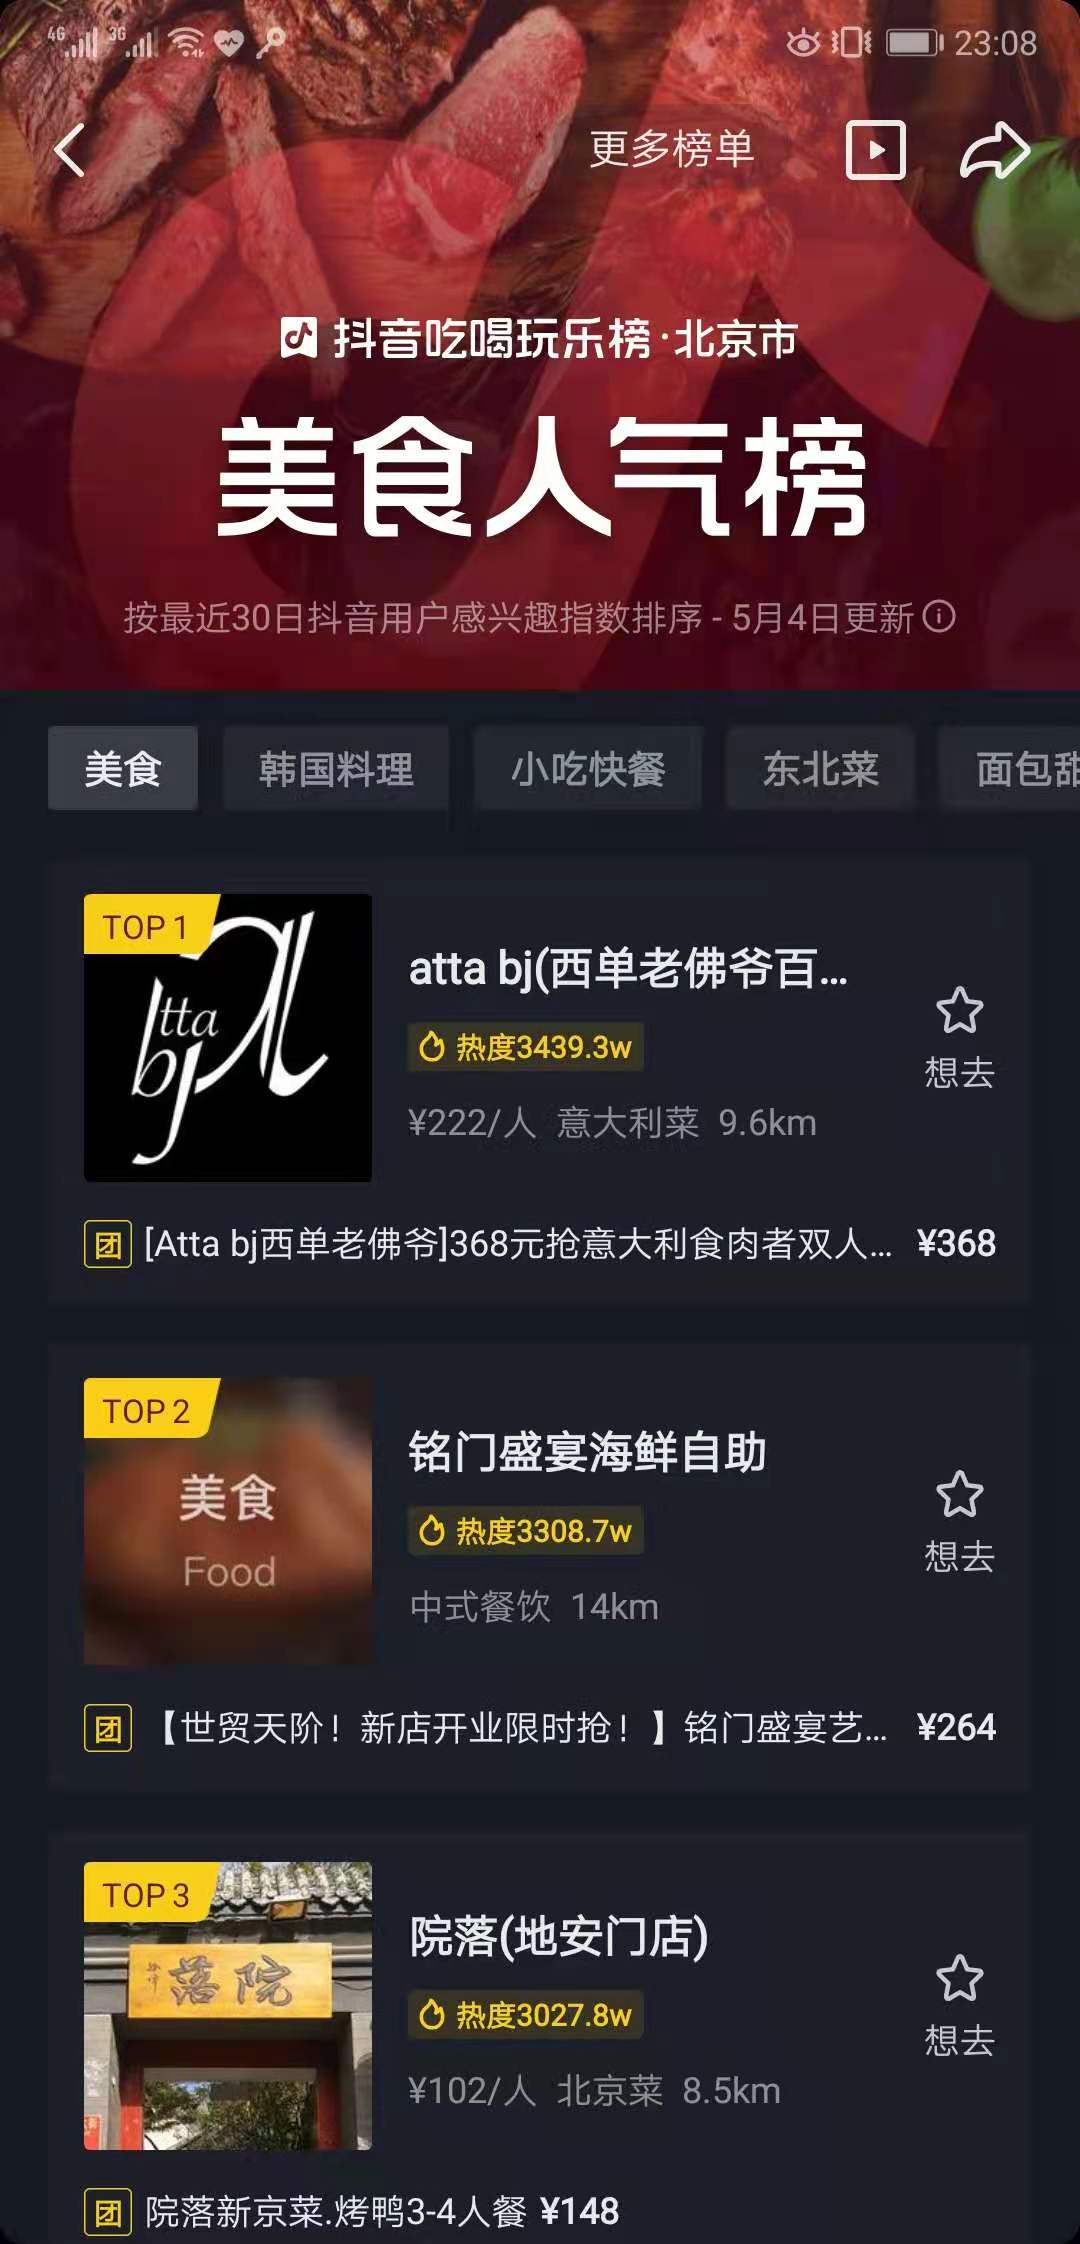 4G 3G 23:08
更多榜单
抖音吃喝玩乐榜·北京市
美食人气榜
按最近30日抖音用户感兴趣指数排序 - 5月4日更新
美食 韩国料理 小吃快餐 东北菜 面包甜
TOP 1
atta bj
atta bj(西单老佛爷百...
热度3439.3w
¥222/人 意大利菜 9.6km
想去
团 [Atta bj西单老佛爷]368元抢意大利食肉者双人... ¥368
TOP 2
美食
Food
铭门盛宴海鲜自助
热度3308.7w
中式餐饮 14km
想去
团 【世贸天阶！新店开业限时抢！】铭门盛宴艺... ¥264
TOP 3
落院
院落(地安门店)
热度3027.8w
¥102/人 北京菜 8.5km
想去
团 院落新京菜.烤鸭3-4人餐 ¥148